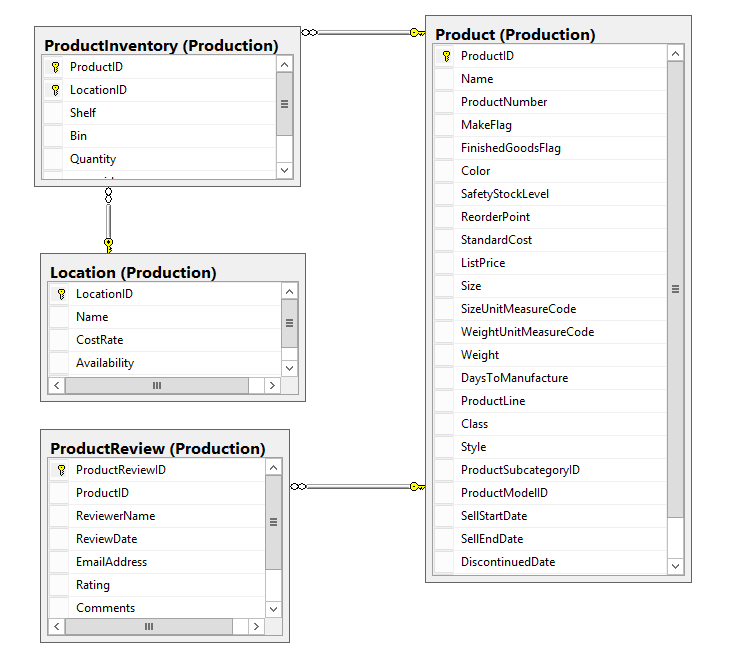 ProductInventory (Production)
ProductID
LocationID
Shelf
Bin
Quantity
Location (Production)
LocationID
Name
CostRate
Availability
ProductReview (Production)
ProductReviewID
ProductID
ReviewerName
ReviewDate
EmailAddress
Rating
Comments
Product (Production)
ProductID
Name
ProductNumber
MakeFlag
FinishedGoodsFlag
Color
SafetyStockLevel
ReorderPoint
StandardCost
ListPrice
Size
SizeUnitMeasureCode
WeightUnitMeasureCode
Weight
DaysToManufacture
ProductLine
Class
Style
ProductSubcategoryID
ProductModelID
SellStartDate
SellEndDate
DiscontinuedDate